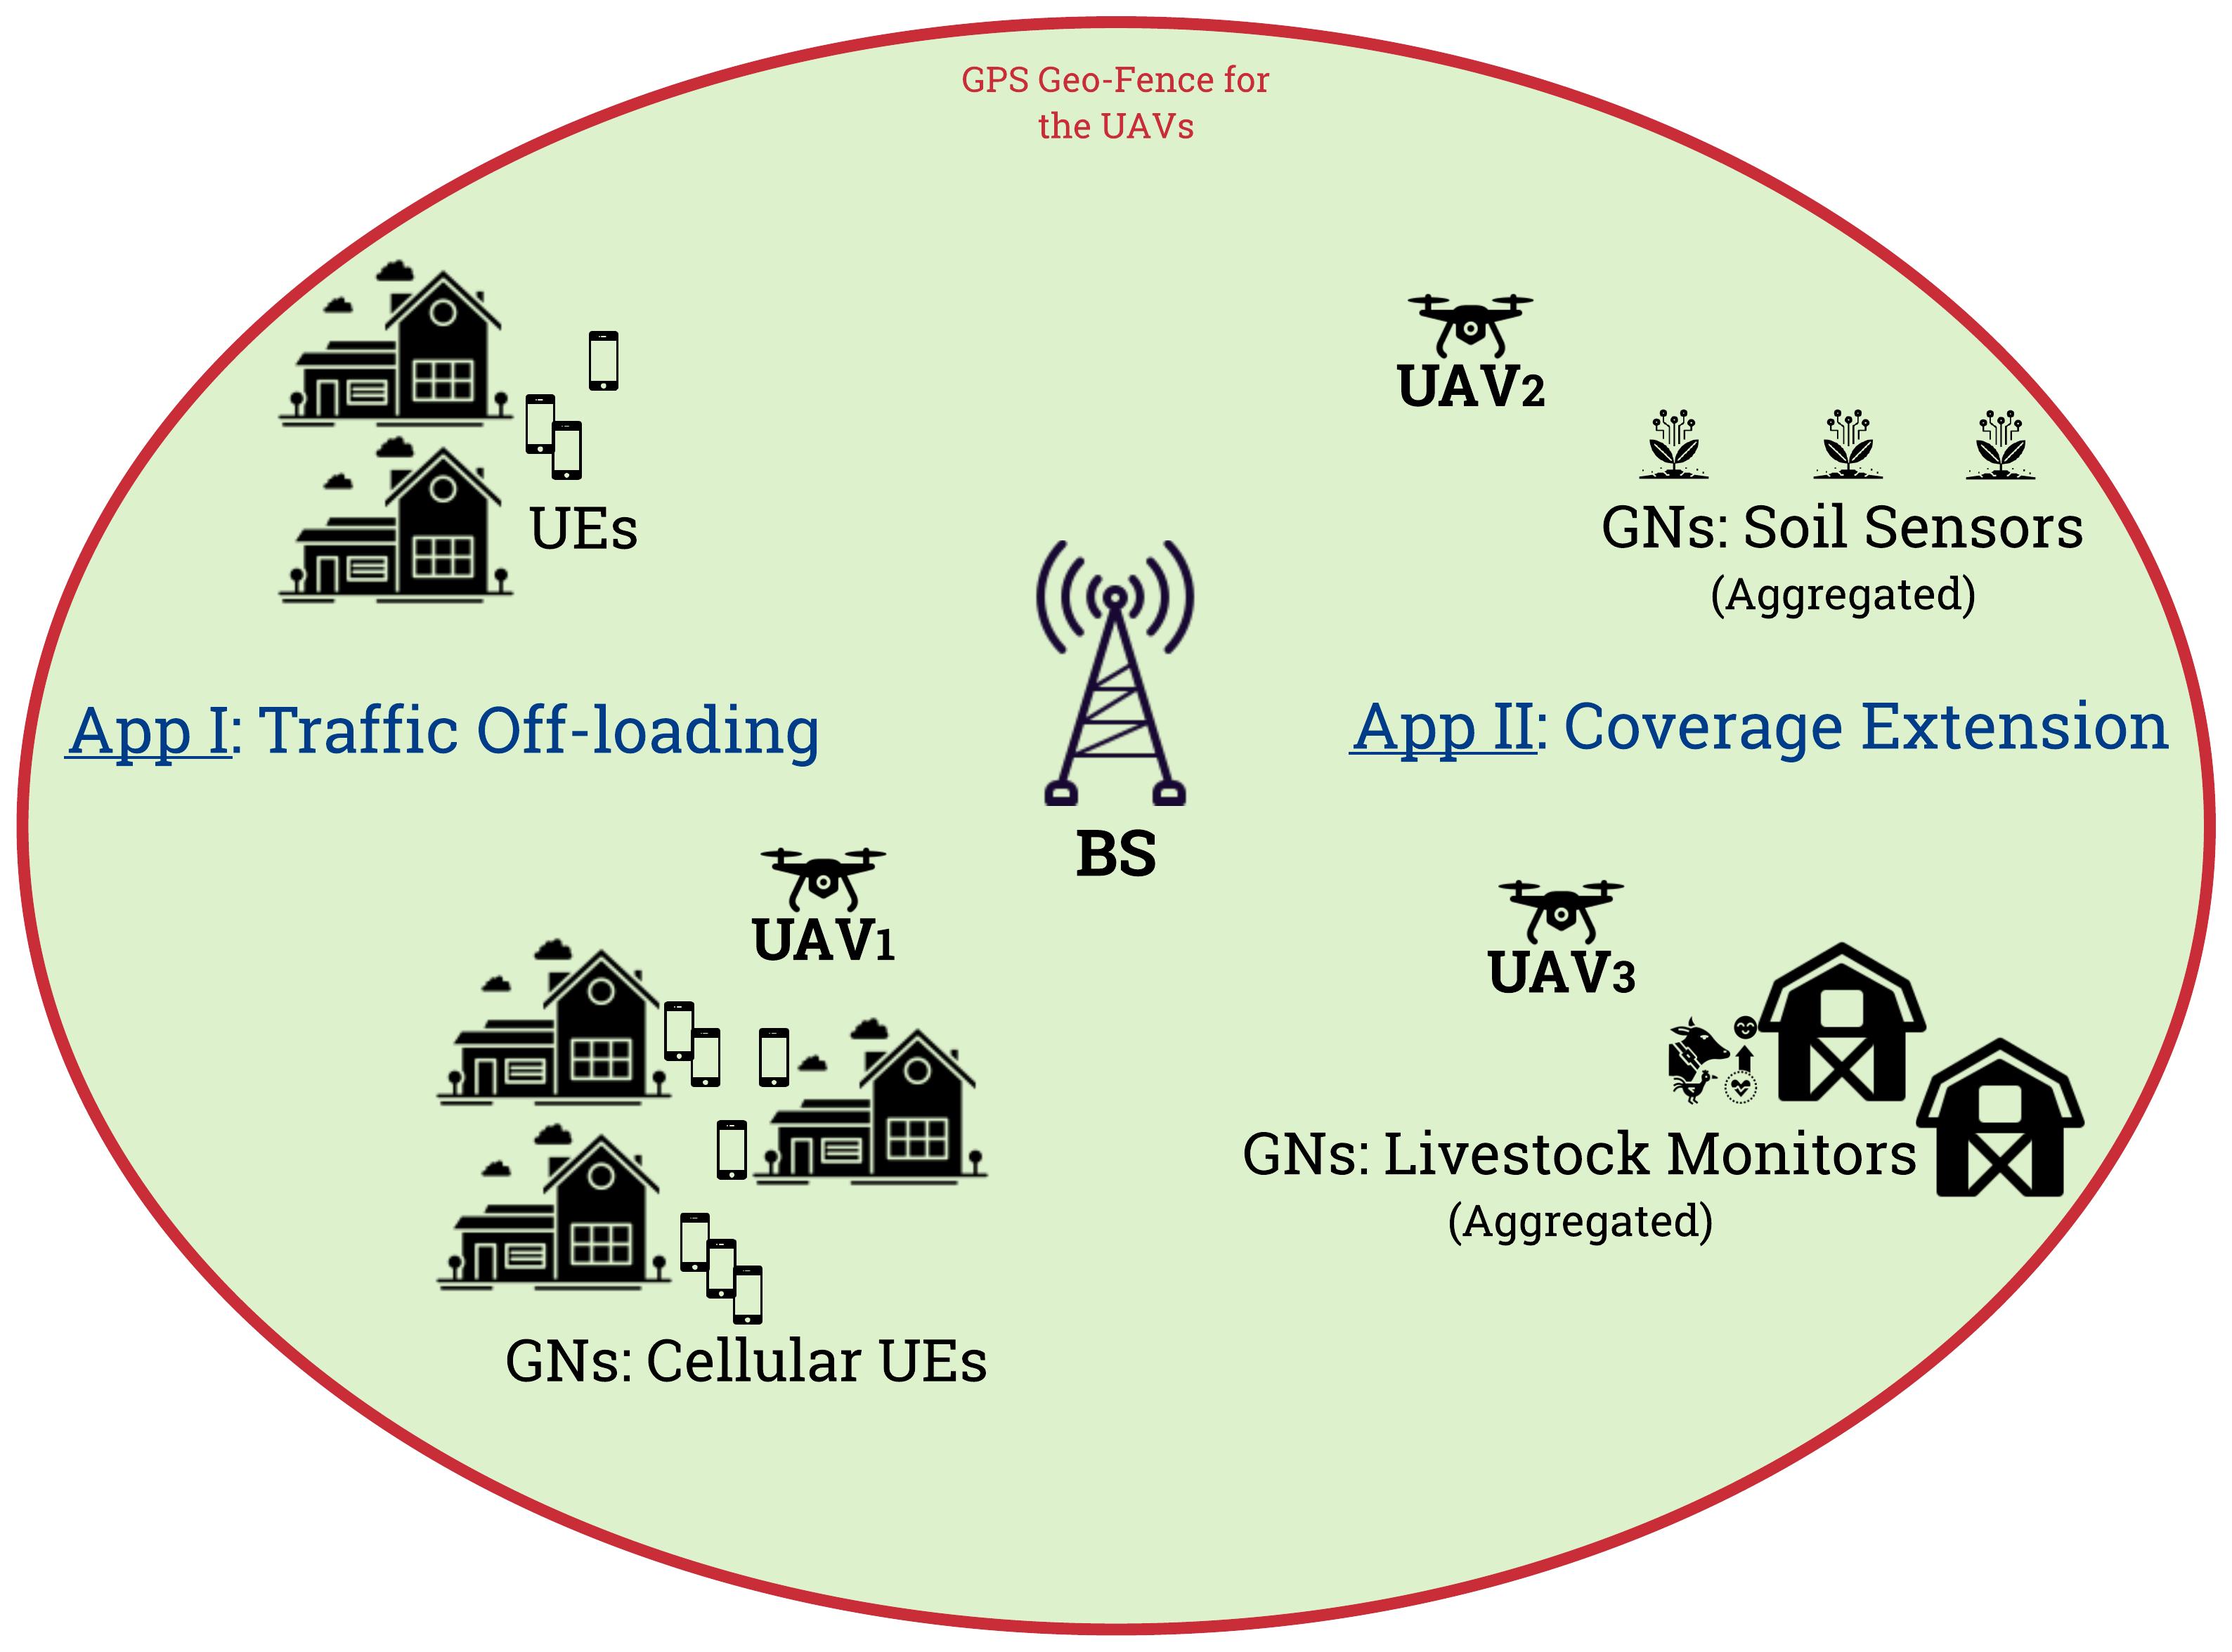 GPS Geo-Fence for
the UAVs
UAV2
UEs
GNs: Soil Sensors
(Aggregated)
App I: Traffic Off-loading
App II: Coverage Extension
BS
UAV1
UAV3
GNs: Livestock Monitors
(Aggregated)
GNs: Cellular UEs